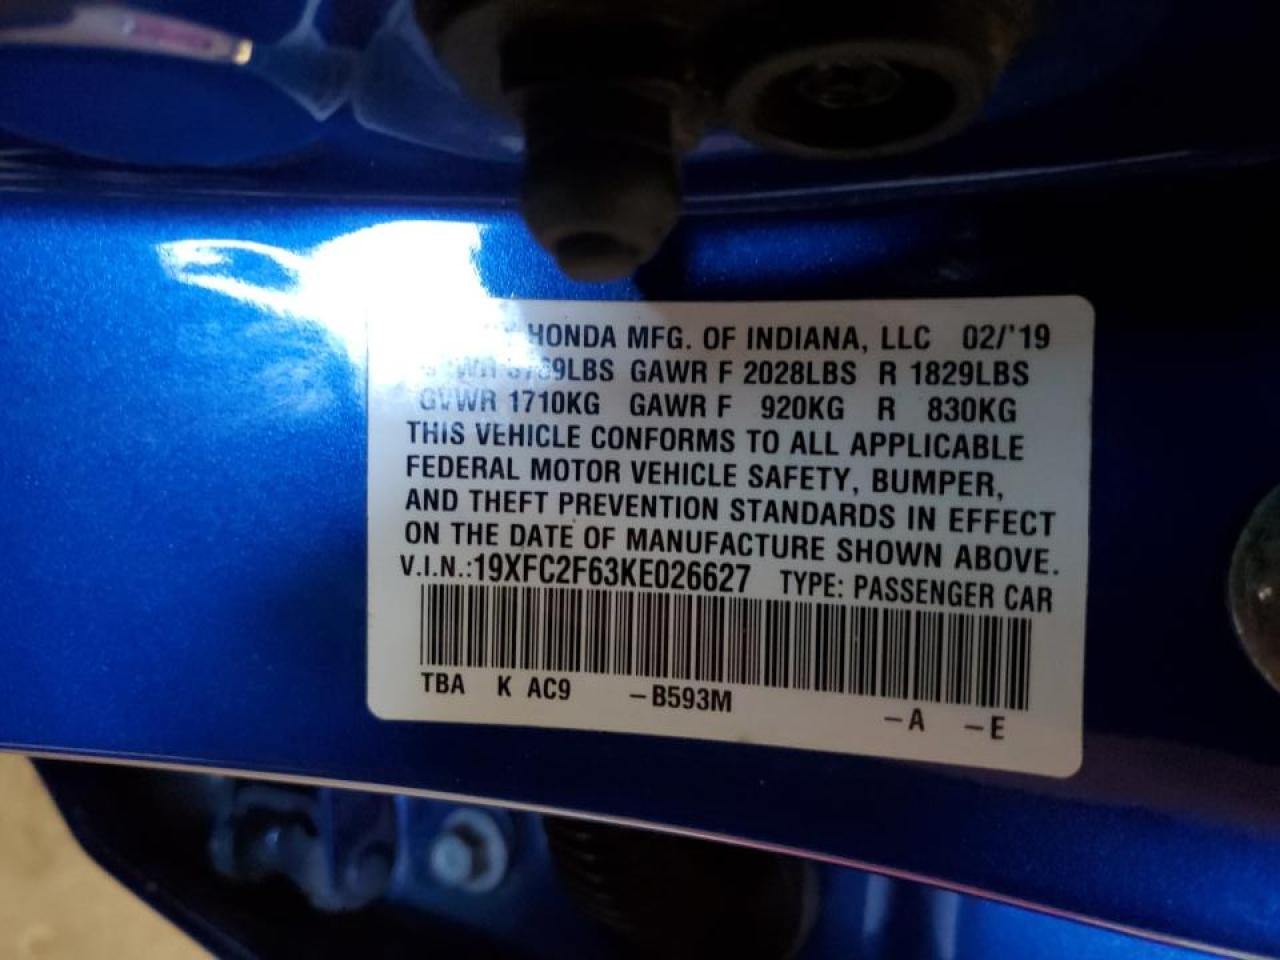 HONDA MFG. OF INDIANA, LLC 02/'19
GAWR F 2028LBS R 1829LBS
GVWR 1710KG GAWR F 920KG R 830KG
THIS VEHICLE CONFORMS TO ALL APPLICABLE
FEDERAL MOTOR VEHICLE SAFETY, BUMPER,
AND THEFT PREVENTION STANDARDS IN EFFECT
ON THE DATE OF MANUFACTURE SHOWN ABOVE.
V.I.N.:19XFC2F63KE026627 TYPE: PASSENGER CAR
TBA K AC9 –B593M –A –E